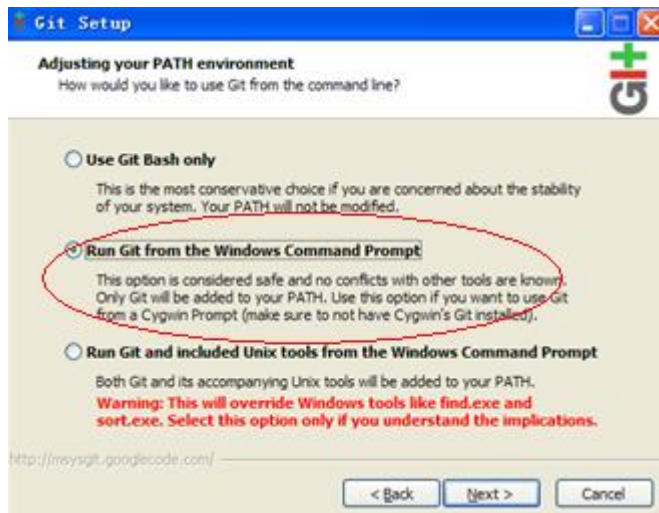 Git Setup
Adjusting your PATH environment
How would you like to use Git from the command line?
git
Use Git Bash only
This is the most conservative choice if you are concerned about the stability
of your system. Your PATH will not be modified.
Run Git from the Windows Command Prompt
This option is considered safe and no conflicts with other tools are known.
Only Git will be added to your PATH. Use this option if you want to use Git
from a Cygwin Prompt (make sure to not have Cygwin's Git installed).
Run Git and included Unix tools from the Windows Command Prompt
Both Git and its accompanying Unix tools will be added to your PATH.
Warning: This will override Windows tools like find.exe and
sort.exe. Select this option only if you understand the implications.
http://msysgit.googlecode.com/
< Back
Next >
Cancel